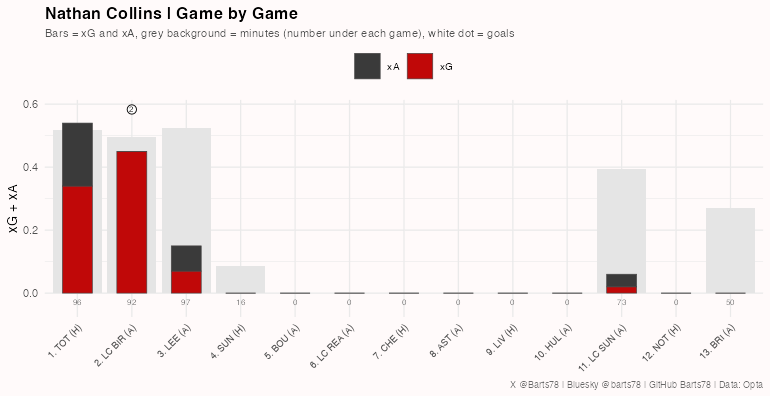 Nathan Collins | Game by Game
Bars = xG and xA, grey background = minutes (number under each game), white dot = goals
xA xG
xG + xA
0.6
0.4
0.2
0.0
2
96 92 97 16 0 0 0 0 0 0 73 0 50
1. TOT (H)
2. LC BIR (A)
3. LEE (A)
4. SUN (H)
5. BOU (A)
6. LC REA (A)
7. CHE (H)
8. AST (A)
9. LIV (H)
10. HUL (A)
11. LC SUN (A)
12. NOT (H)
13. BRI (A)
X @Barts78 | Bluesky @barts78 | GitHub Barts78 | Data: Opta